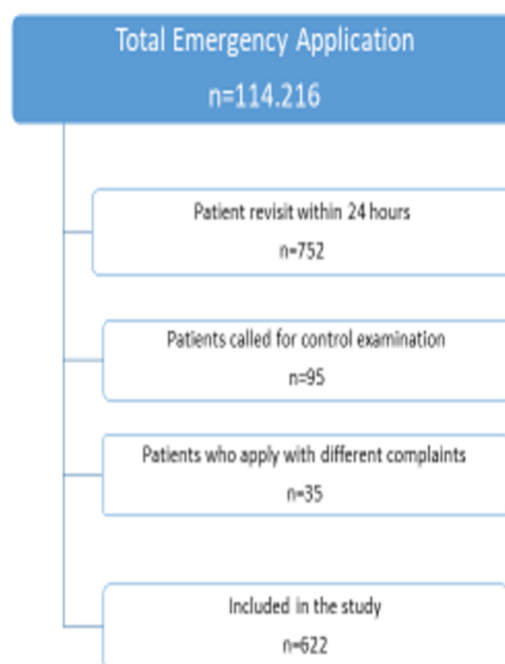 Total Emergency Application
n=114.216
Patient revisit within 24 hours
n=752
Patients called for control examination
n=95
Patients who apply with different complaints
n=35
Included in the study
n=622